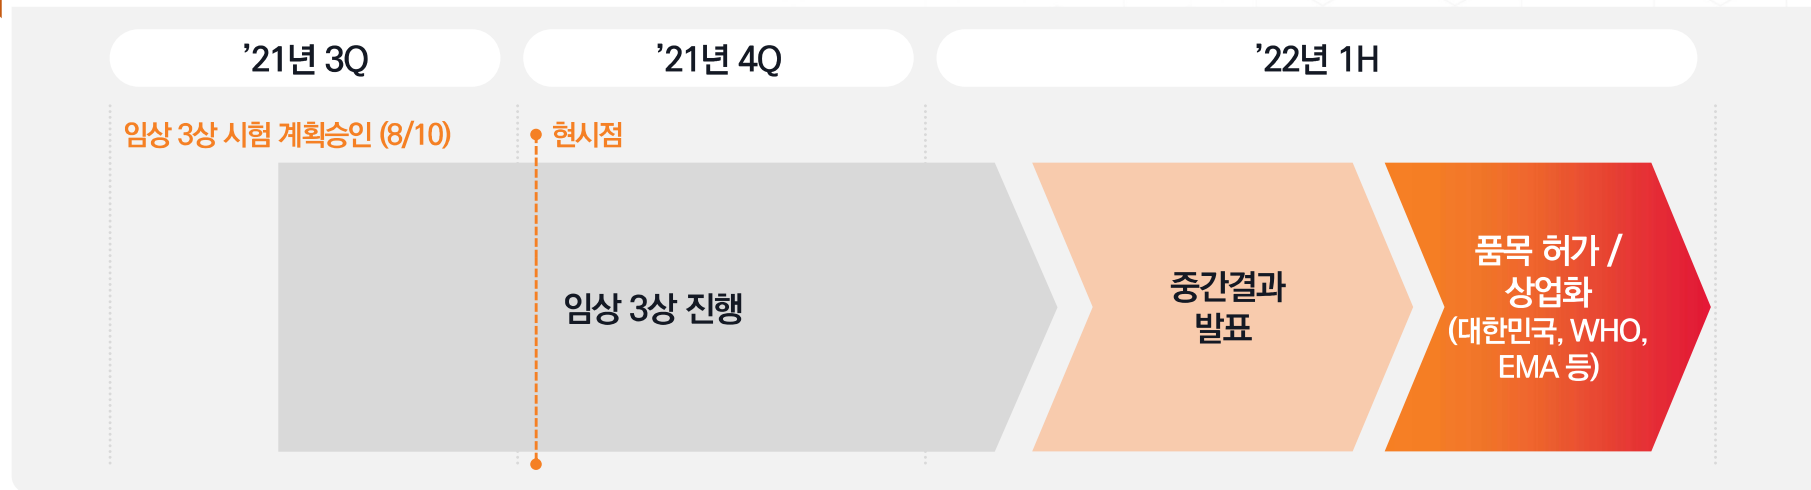 ’21년 3Q
’21년 4Q
’22년 1H
임상 3상 시험 계획승인 (8/10)
현시점
임상 3상 진행
중간결과
발표
품목 허가 /
상업화
(대한민국, WHO,
EMA 등)